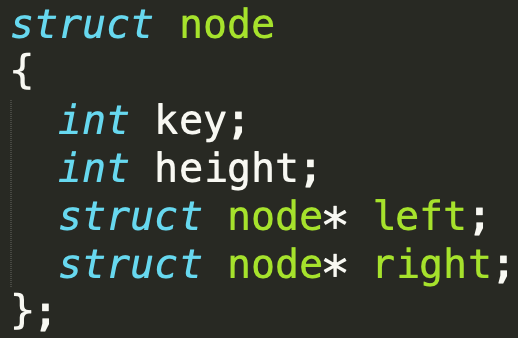 struct node
{
  int key;
  int height;
  struct node* left;
  struct node* right;
};